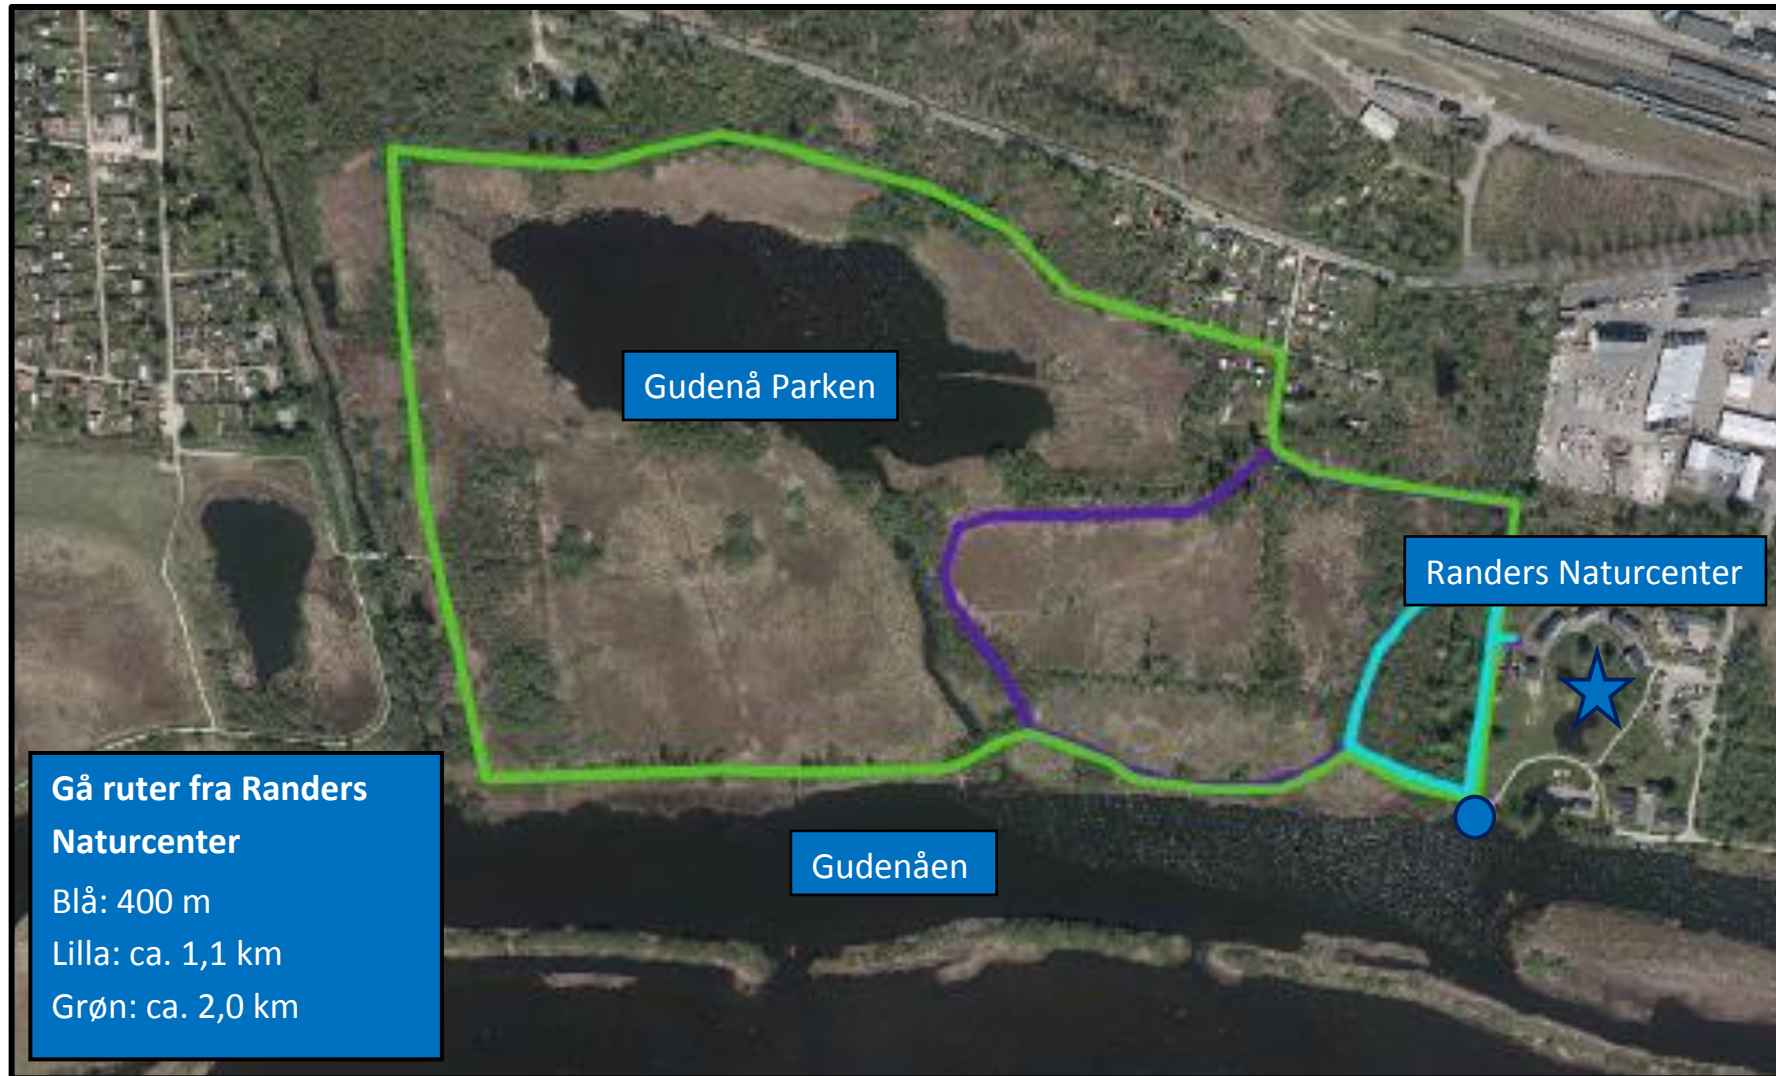 Gudenå Parken
Randers Naturcenter
Gå ruter fra Randers
Naturcenter
Blå: 400 m
Lilla: ca. 1,1 km
Grøn: ca. 2,0 km
Gudenåen